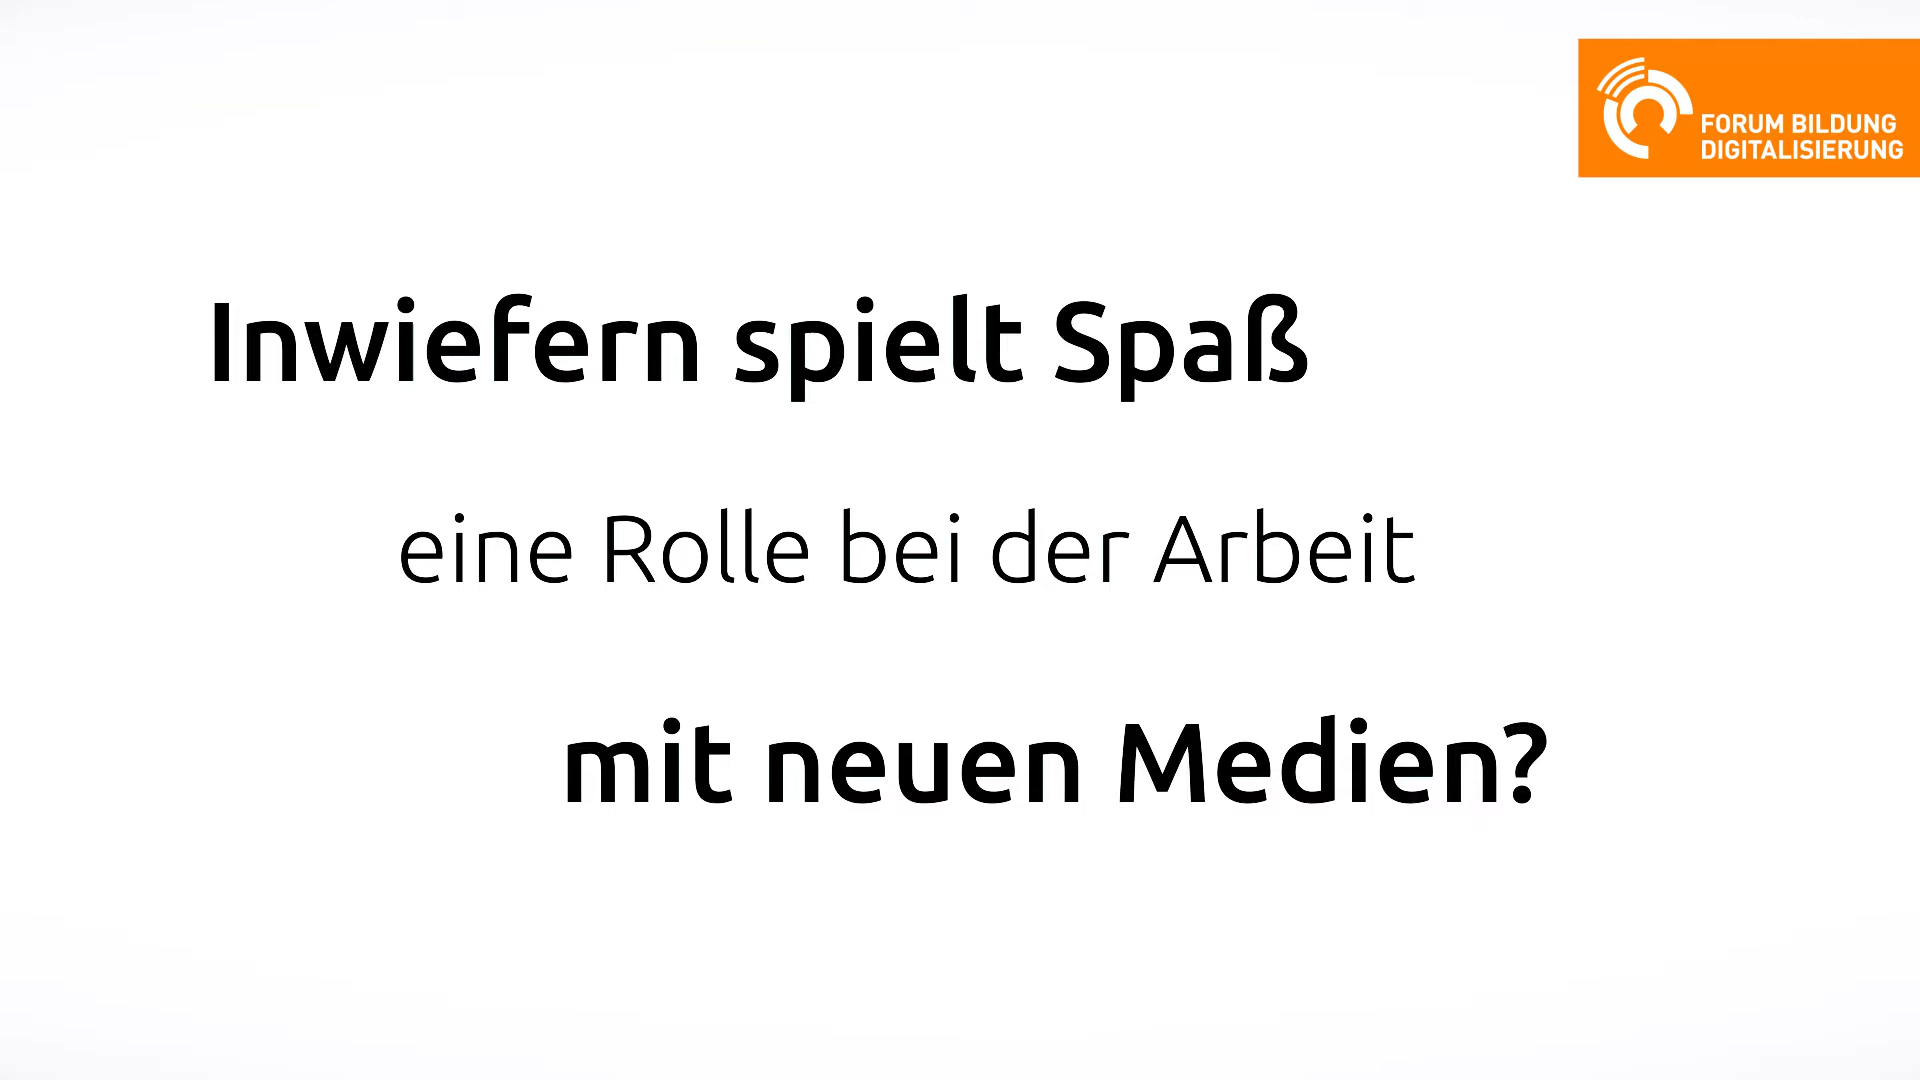 FORUM BILDUNG
DIGITALISIERUNG
Inwiefern spielt Spaß
eine Rolle bei der Arbeit
mit neuen Medien?